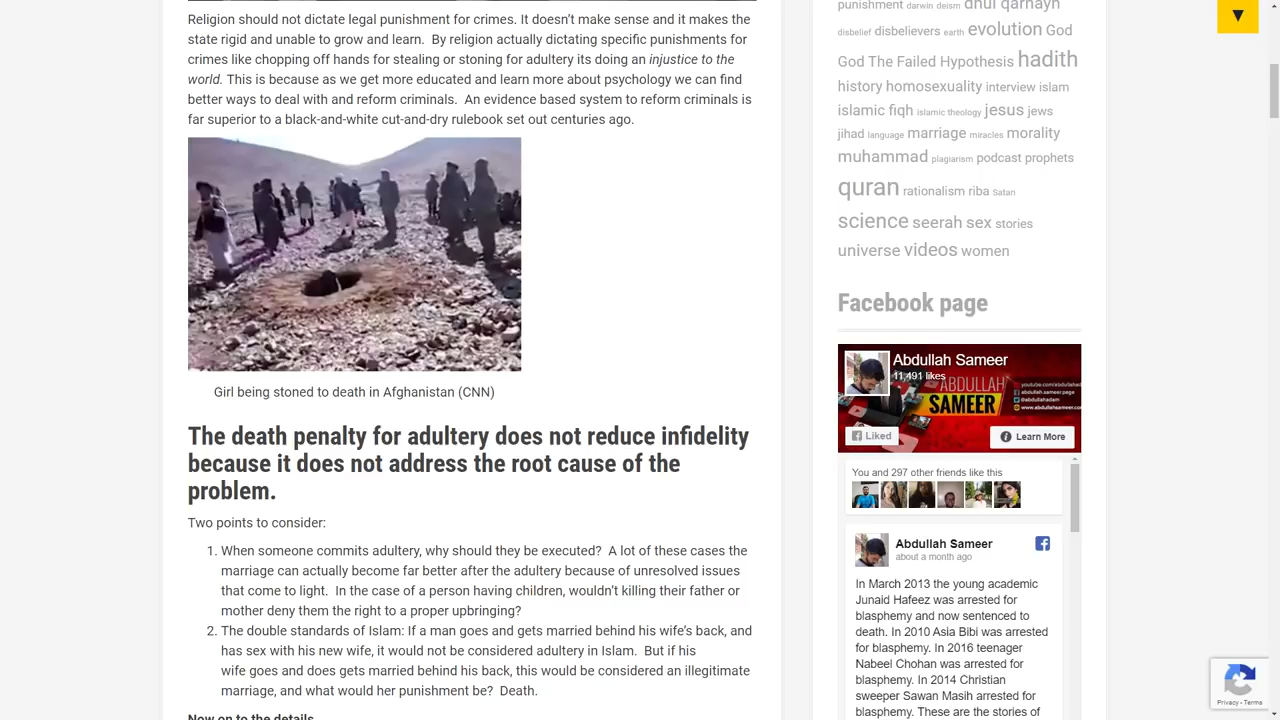 Religion should not dictate legal punishment for crimes. It doesn't make sense and it makes the
state rigid and unable to grow and learn.  By religion actually dictating specific punishments for
crimes like chopping off hands for stealing or stoning for adultery its doing an injustice to the
world. This is because as we get more educated and learn more about psychology we can find
better ways to deal with and reform criminals.  An evidence based system to reform criminals is
far superior to a black-and-white cut-and-dry rulebook set out centuries ago.
Girl being stoned to death in Afghanistan (CNN)
The death penalty for adultery does not reduce infidelity
because it does not address the root cause of the
problem.
Two points to consider:
1. When someone commits adultery, why should they be executed?  A lot of these cases the
marriage can actually become far better after the adultery because of unresolved issues
that come to light.  In the case of a person having children, wouldn't killing their father or
mother deny them the right to a proper upbringing?
2. The double standards of Islam: If a man goes and gets married behind his wife's back, and
has sex with his new wife, it would not be considered adultery in Islam.  But if his
wife goes and does gets married behind his back, this would be considered an illegitimate
marriage, and what would her punishment be?  Death.
Now on to the details
punishment darwin deism dhul qarnayn
disbelief disbelievers earth evolution God
God The Failed Hypothesis hadith
history homosexuality interview islam
islamic fiqh islamic theology jesus jews
jihad language marriage miracles morality
muhammad plagiarism podcast prophets
quran rationalism riba Satan
science seerah sex stories
universe videos women
Facebook page
Abdullah Sameer
11,491 likes
ABDULLAH
SAMEER
youtube.com/abdullahda
facebook.com/sameer.page
@abdullahadam
www.abdullahsameer.co
Liked
Learn More
You and 297 other friends like this
Abdullah Sameer
about a month ago
In March 2013 the young academic
Junaid Hafeez was arrested for
blasphemy and now sentenced to
death. In 2010 Asia Bibi was arrested
for blasphemy. In 2016 teenager
Nabeel Chohan was arrested for
blasphemy. In 2014 Christian
sweeper Sawan Masih arrested for
blasphemy. These are the stories of
Privacy - Terms